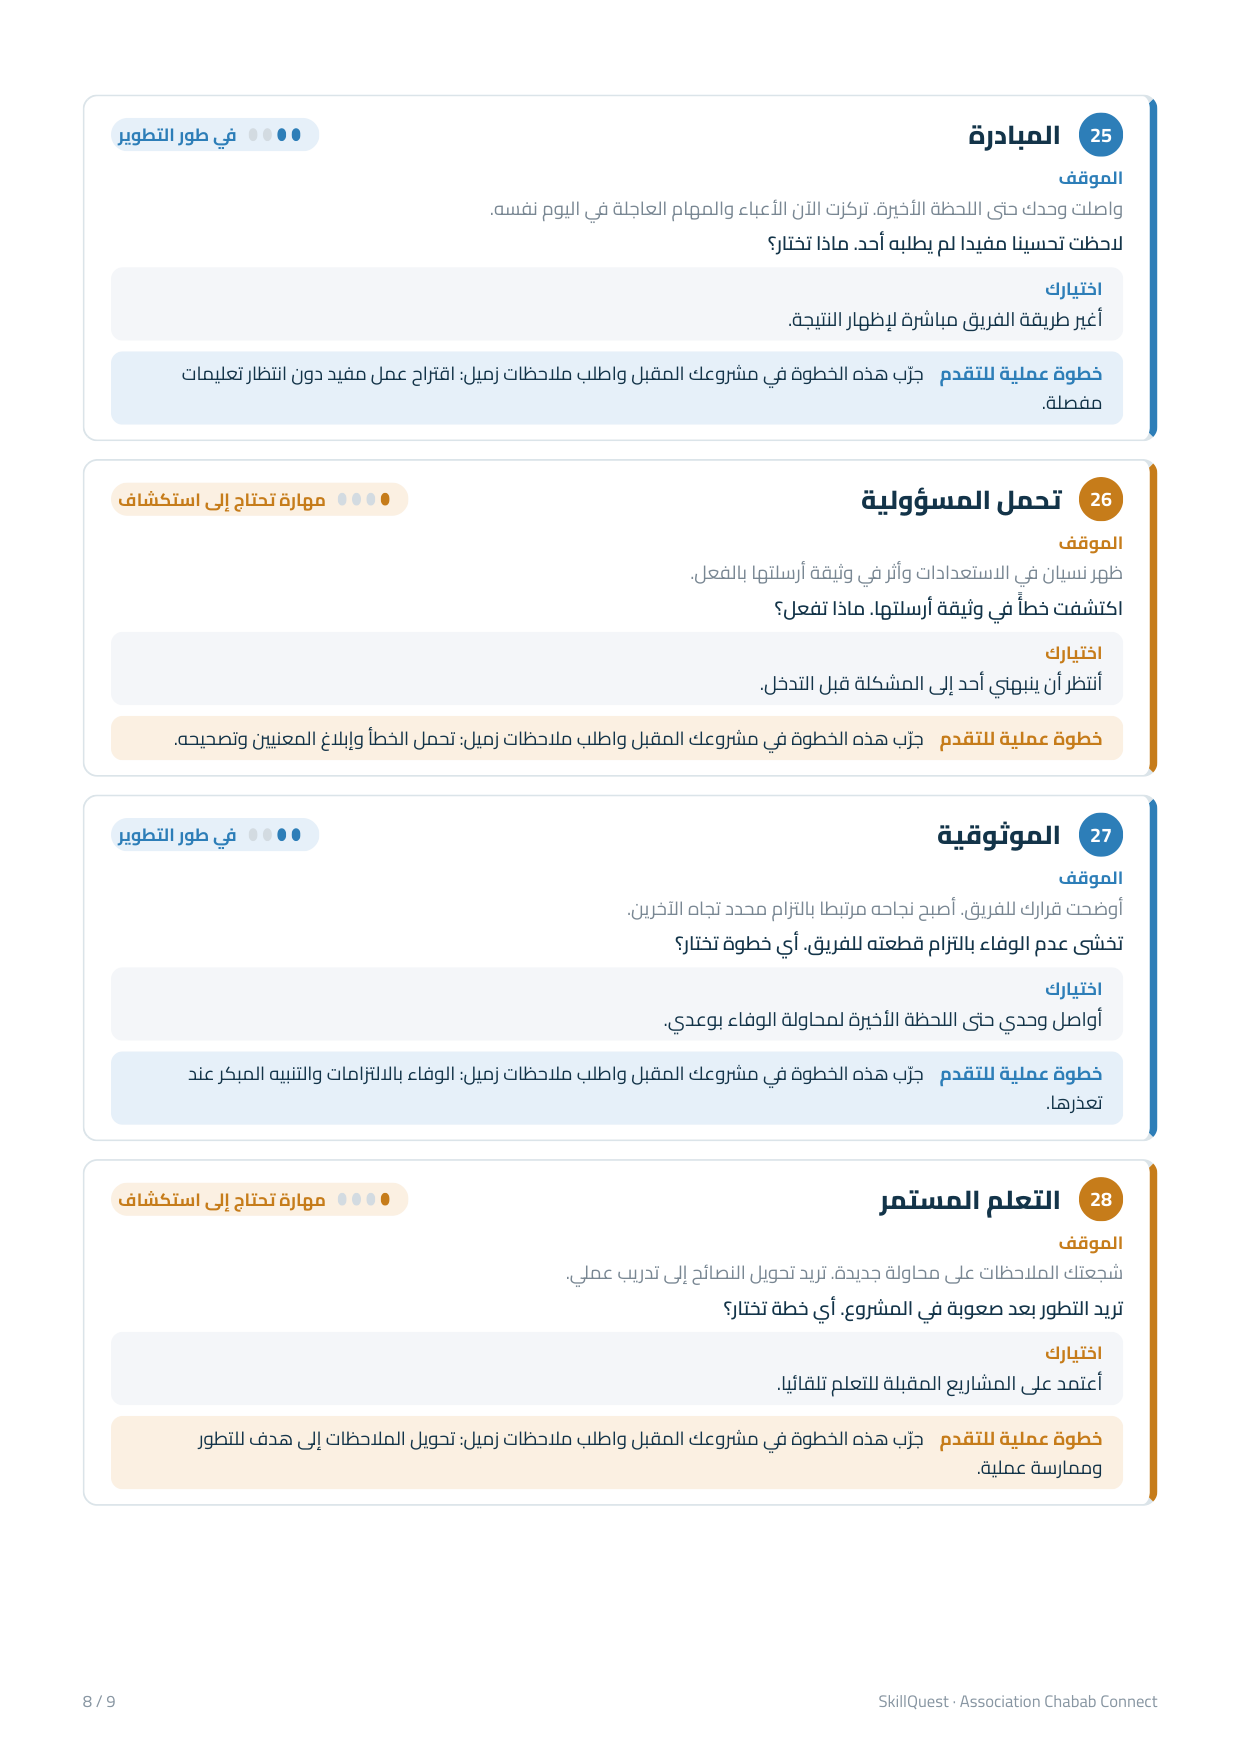 25 المبادرة
في طور التطوير
الموقف
واصلت وحدك حتى اللحظة الأخيرة. تركزت الآن الأعباء والمهام العاجلة في اليوم نفسه.
لاحظت تحسينا مفيدا لم يطلبه أحد. ماذا تختار؟
اختيارك
أغير طريقة الفريق مباشرة لإظهار النتيجة.
خطوة عملية للتقدم جرّب هذه الخطوة في مشروعك المقبل واطلب ملاحظات زميل: اقتراح عمل مفيد دون انتظار تعليمات
مفصلة.
26 تحمل المسؤولية
مهارة تحتاج إلى استكشاف
الموقف
ظهر نسيان في الاستعدادات وأثر في وثيقة أرسلتها بالفعل.
اكتشفت خطأً في وثيقة أرسلتها. ماذا تفعل؟
اختيارك
أنتظر أن ينبهني أحد إلى المشكلة قبل التدخل.
خطوة عملية للتقدم جرّب هذه الخطوة في مشروعك المقبل واطلب ملاحظات زميل: تحمل الخطأ وإبلاغ المعنيين وتصحيحه.
27 الموثوقية
في طور التطوير
الموقف
أوضحت قرارك للفريق. أصبح نجاحه مرتبطا بالتزام محدد تجاه الآخرين.
تخشى عدم الوفاء بالتزام قطعته للفريق. أي خطوة تختار؟
اختيارك
أواصل وحدي حتى اللحظة الأخيرة لمحاولة الوفاء بوعدي.
خطوة عملية للتقدم جرّب هذه الخطوة في مشروعك المقبل واطلب ملاحظات زميل: الوفاء بالالتزامات والتنبيه المبكر عند
تعذرها.
28 التعلم المستمر
مهارة تحتاج إلى استكشاف
الموقف
شجعتك الملاحظات على محاولة جديدة. تريد تحويل النصائح إلى تدريب عملي.
تريد التطور بعد صعوبة في المشروع. أي خطة تختار؟
اختيارك
أعتمد على المشاريع المقبلة للتعلم تلقائيا.
خطوة عملية للتقدم جرّب هذه الخطوة في مشروعك المقبل واطلب ملاحظات زميل: تحويل الملاحظات إلى هدف للتطور
وممارسة عملية.
SkillQuest · Association Chabab Connect
8 / 9